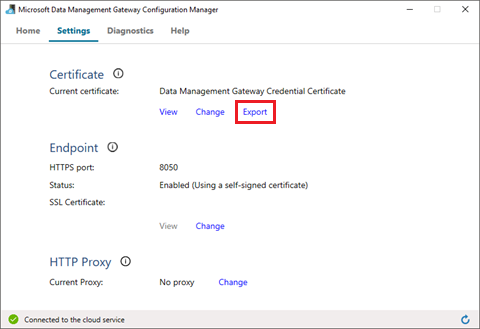 Microsoft Data Management Gateway Configuration Manager
Home Settings Diagnostics Help
Certificate
Current certificate: Data Management Gateway Credential Certificate
View Change Export
Endpoint
HTTPS port: 8050
Status: Enabled (Using a self-signed certificate)
SSL Certificate:
View Change
HTTP Proxy
Current Proxy: No proxy Change
Connected to the cloud service